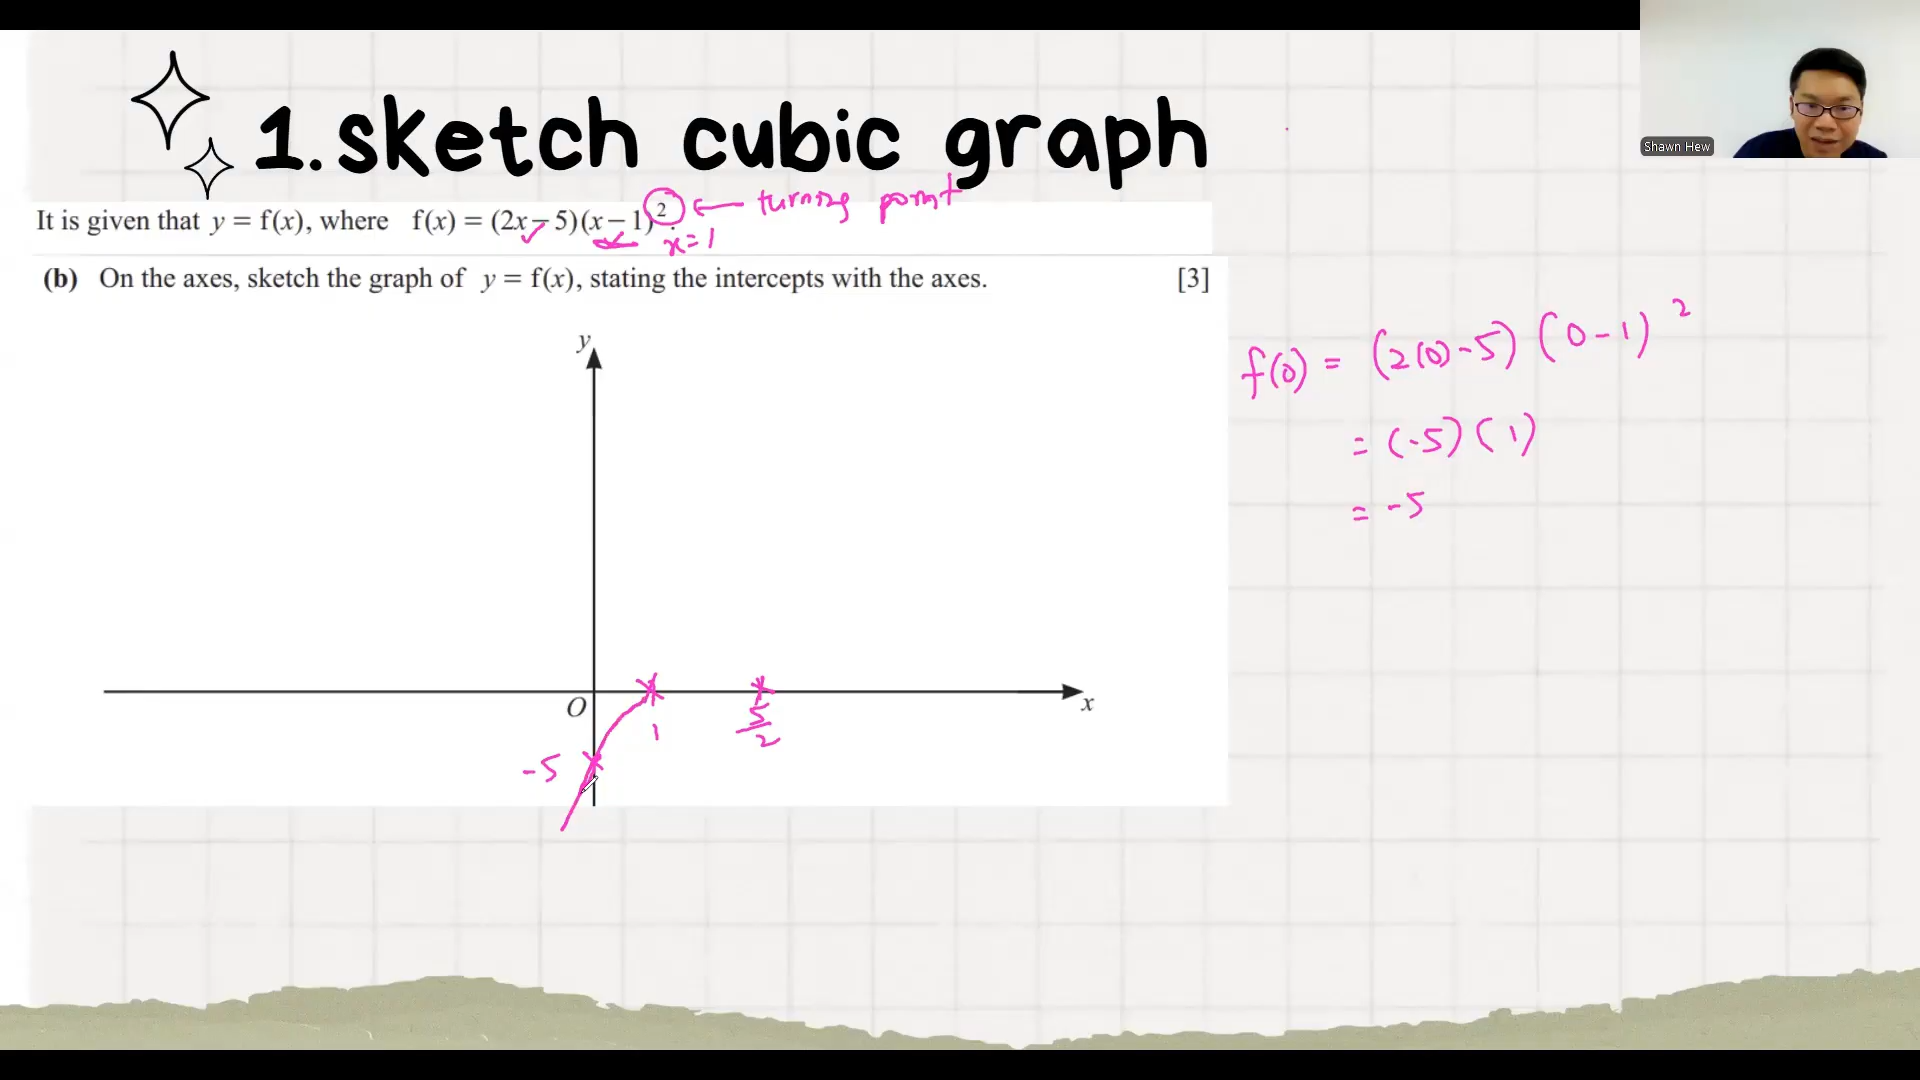 Shawn Hew
1. sketch cubic graph
It is given that y = f(x), where f(x) = (2x − 5)(x − 1)².
← turning point
x = 1
(b) On the axes, sketch the graph of y = f(x), stating the intercepts with the axes. [3]
f(0) = (2(0) - 5) (0 - 1)²
= (-5) (1)
= -5
y
O
x
1
5/2
-5